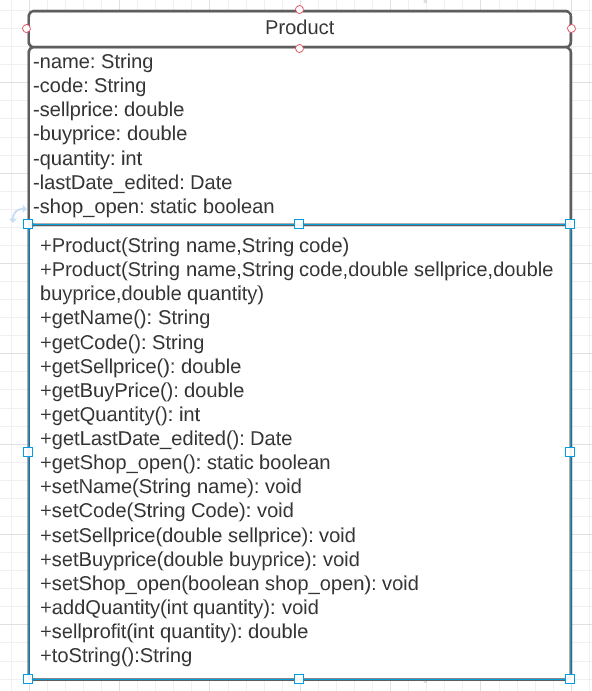 Product
-name: String
-code: String
-sellprice: double
-buyprice: double
-quantity: int
-lastDate_edited: Date
-shop_open: static boolean
+Product(String name,String code)
+Product(String name,String code,double sellprice,double
buyprice,double quantity)
+getName(): String
+getCode(): String
+getSellprice(): double
+getBuyPrice(): double
+getQuantity(): int
+getLastDate_edited(): Date
+getShop_open(): static boolean
+setName(String name): void
+setCode(String Code): void
+setSellprice(double sellprice): void
+setBuyprice(double buyprice): void
+setShop_open(boolean shop_open): void
+addQuantity(int quantity): void
+sellprofit(int quantity): double
+toString():String